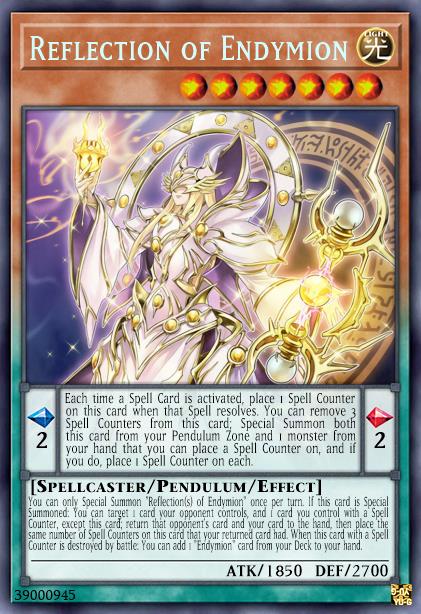 REFLECTION OF ENDYMION
LIGHT
光
Each time a Spell Card is activated, place 1 Spell Counter
on this card when that Spell resolves. You can remove 3
Spell Counters from this card; Special Summon both
this card from your Pendulum Zone and 1 monster from
your hand that you can place a Spell Counter on, and if
you do, place 1 Spell Counter on each.
2
2
[SPELLCASTER/PENDULUM/EFFECT]
You can only Special Summon "Reflection(s) of Endymion" once per turn. If this card is Special
Summoned: You can target 1 card your opponent controls, and 1 card you control with a Spell
Counter, except this card; return that opponent's card and your card to the hand, then place the
same number of Spell Counters on this card that your returned card had. When this card with a Spell
Counter is destroyed by battle: You can add 1 "Endymion" card from your Deck to your hand.
ATK/1850 DEF/2700
39000945